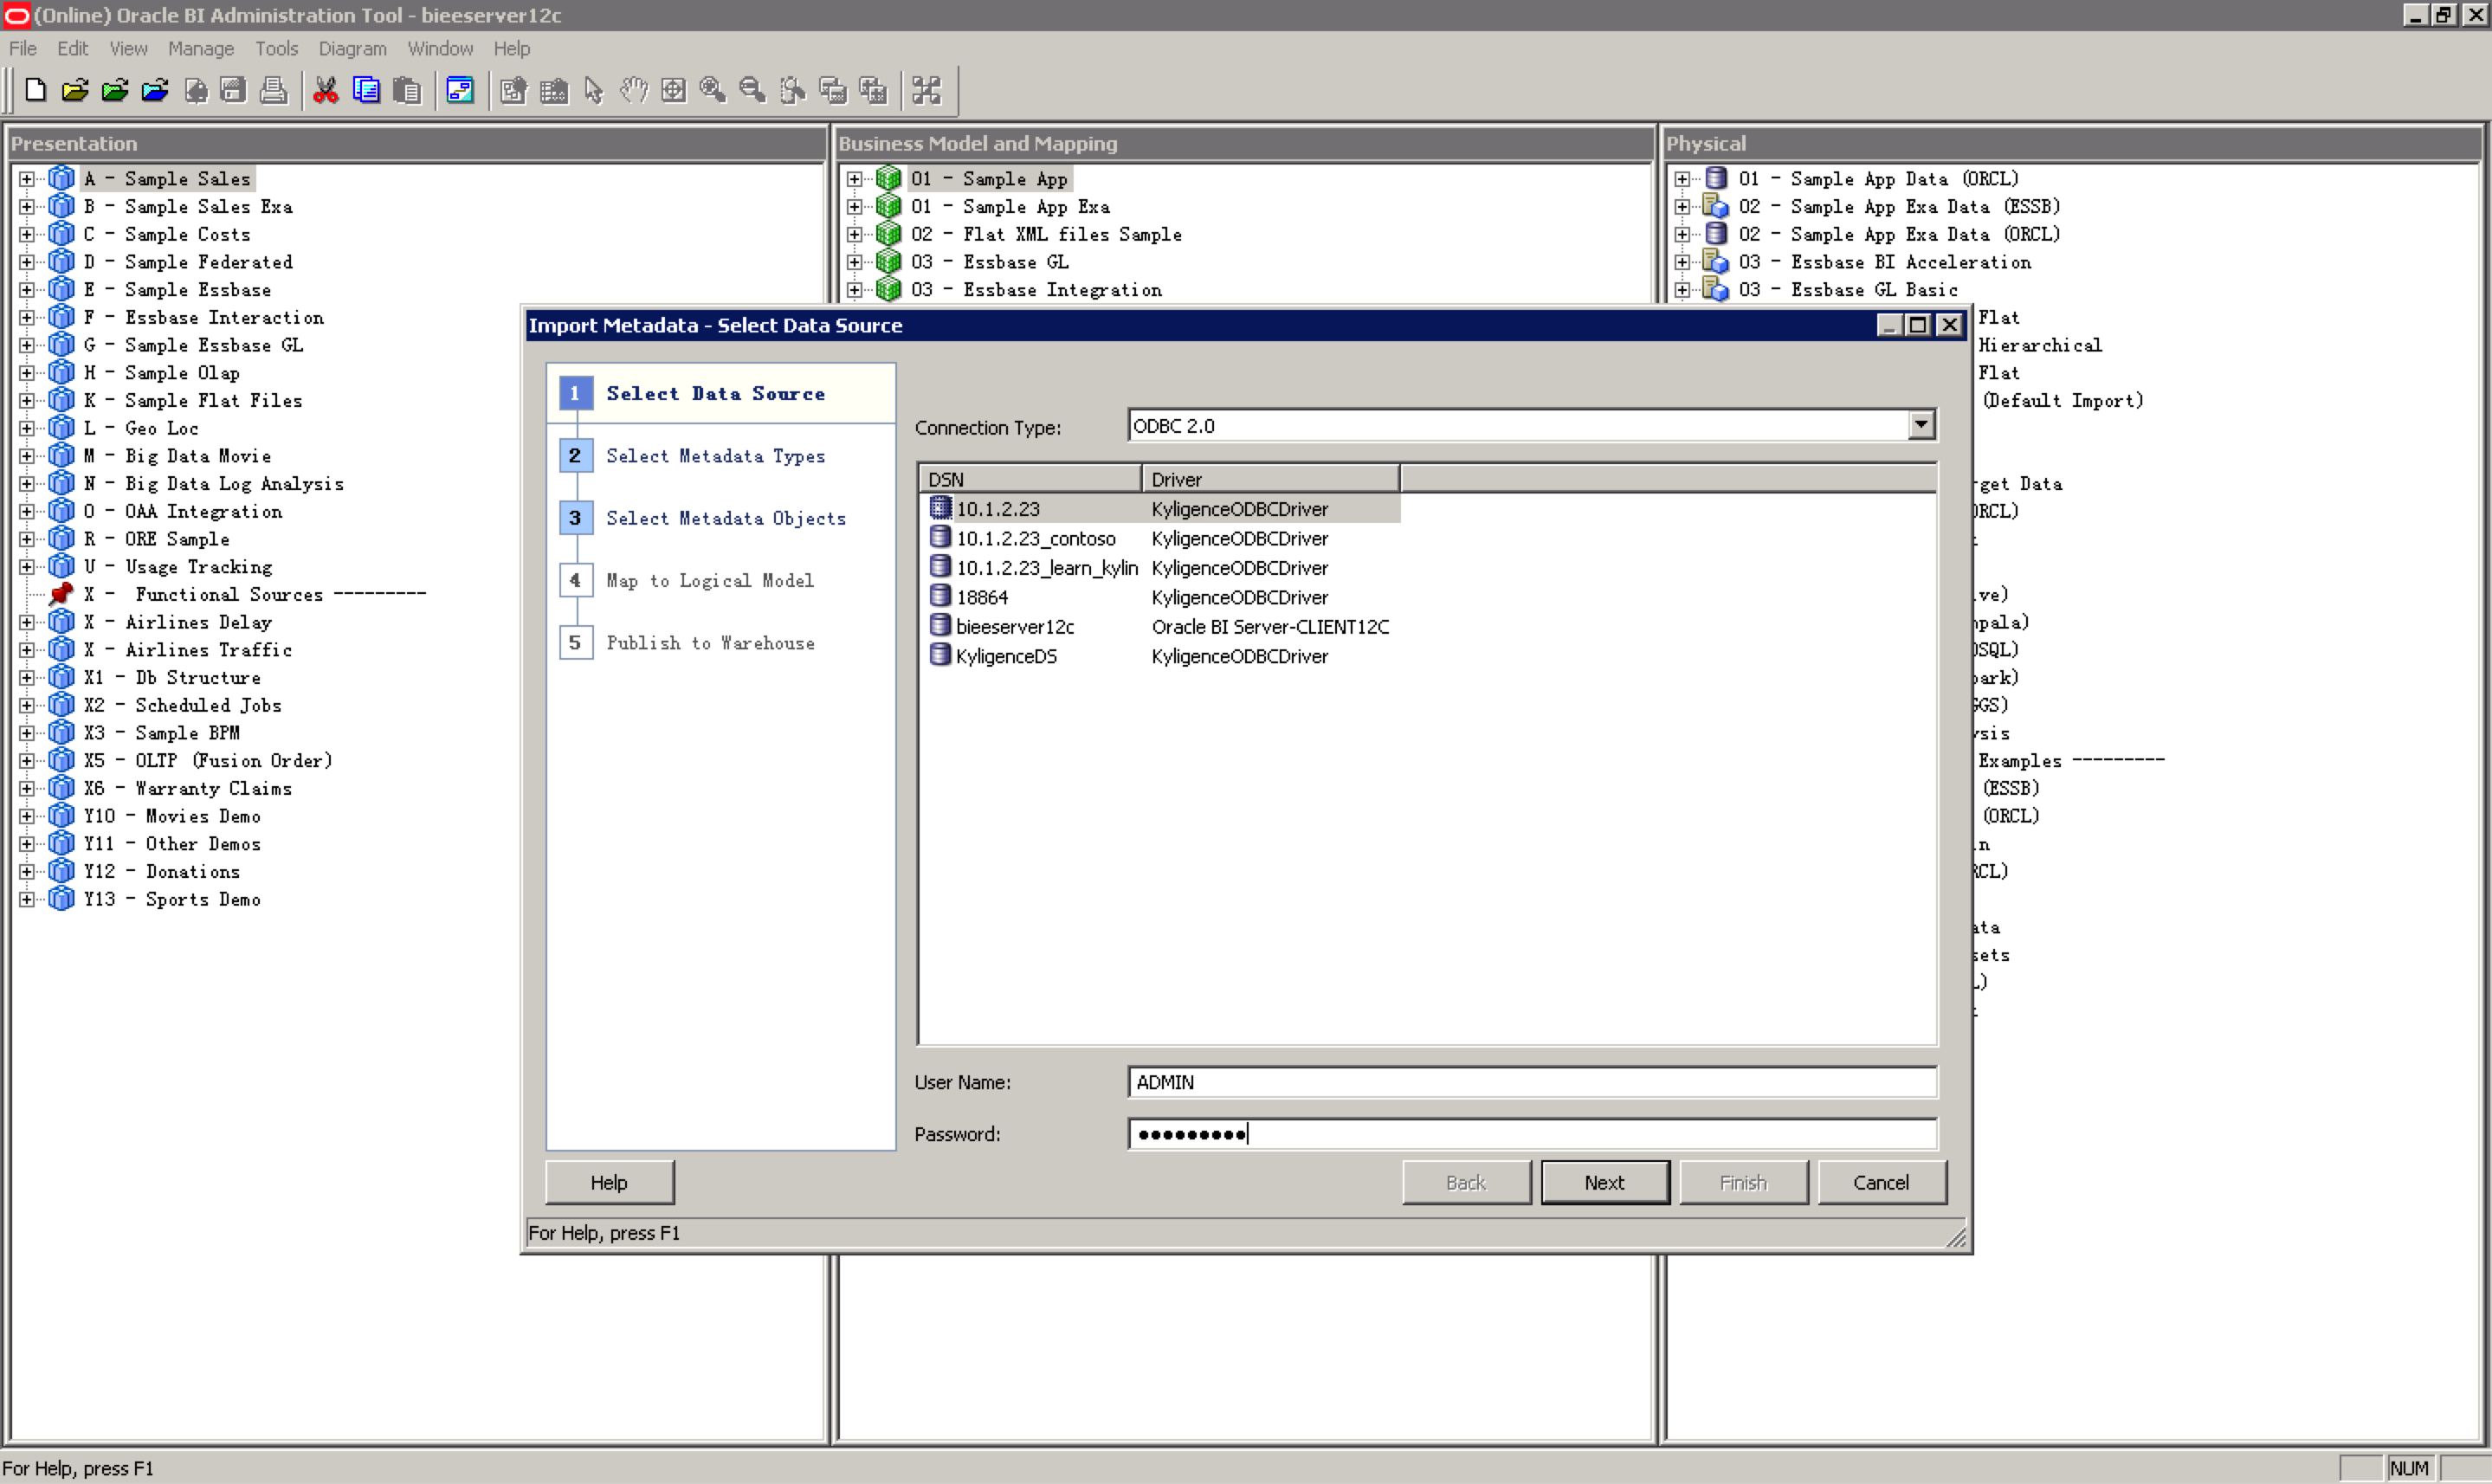 (Online) Oracle BI Administration Tool - bieeserver12c
File Edit View Manage Tools Diagram Window Help
Presentation
A - Sample Sales
B - Sample Sales Exa
C - Sample Costs
D - Sample Federated
E - Sample Essbase
F - Essbase Interaction
G - Sample Essbase GL
H - Sample Olap
K - Sample Flat Files
L - Geo Loc
M - Big Data Movie
N - Big Data Log Analysis
O - OAA Integration
R - ORE Sample
U - Usage Tracking
X - Functional Sources ---------
X - Airlines Delay
X - Airlines Traffic
X1 - Db Structure
X2 - Scheduled Jobs
X3 - Sample BPM
X5 - OLTP (Fusion Order)
X6 - Warranty Claims
Y10 - Movies Demo
Y11 - Other Demos
Y12 - Donations
Y13 - Sports Demo
Business Model and Mapping
01 - Sample App
01 - Sample App Exa
02 - Flat XML files Sample
03 - Essbase GL
03 - Essbase Integration
Physical
01 - Sample App Data (ORCL)
02 - Sample App Exa Data (ESSB)
02 - Sample App Exa Data (ORCL)
03 - Essbase BI Acceleration
03 - Essbase GL Basic
Flat
Hierarchical
Flat
(Default Import)
Data
Examples ---------
(ESSB)
(ORCL)
Import Metadata - Select Data Source
1 Select Data Source
2 Select Metadata Types
3 Select Metadata Objects
4 Map to Logical Model
5 Publish to Warehouse
Connection Type: ODBC 2.0
DSN Driver
10.1.2.23 KyligenceODBCDriver
10.1.2.23_contoso KyligenceODBCDriver
10.1.2.23_learn_kylin KyligenceODBCDriver
18864 KyligenceODBCDriver
bieeserver12c Oracle BI Server-CLIENT12C
KyligenceDS KyligenceODBCDriver
User Name: ADMIN
Password: ●●●●●●●●●
Help Back Next Finish Cancel
For Help, press F1
For Help, press F1
NUM